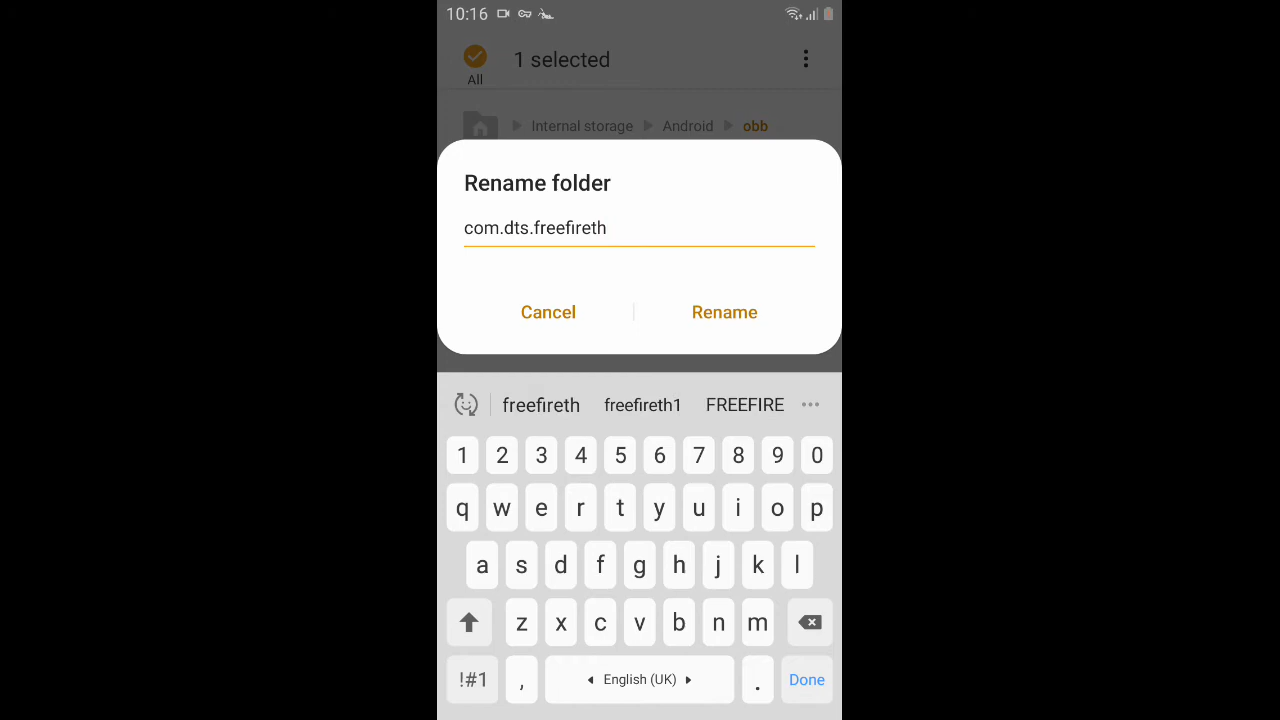 10:16
1 selected
All
Internal storage Android obb
Rename folder
com.dts.freefireth
Cancel Rename
freefireth freefireth1 FREEFIRE
1 2 3 4 5 6 7 8 9 0
q w e r t y u i o p
a s d f g h j k l
z x c v b n m
!#1 , English (UK) . Done